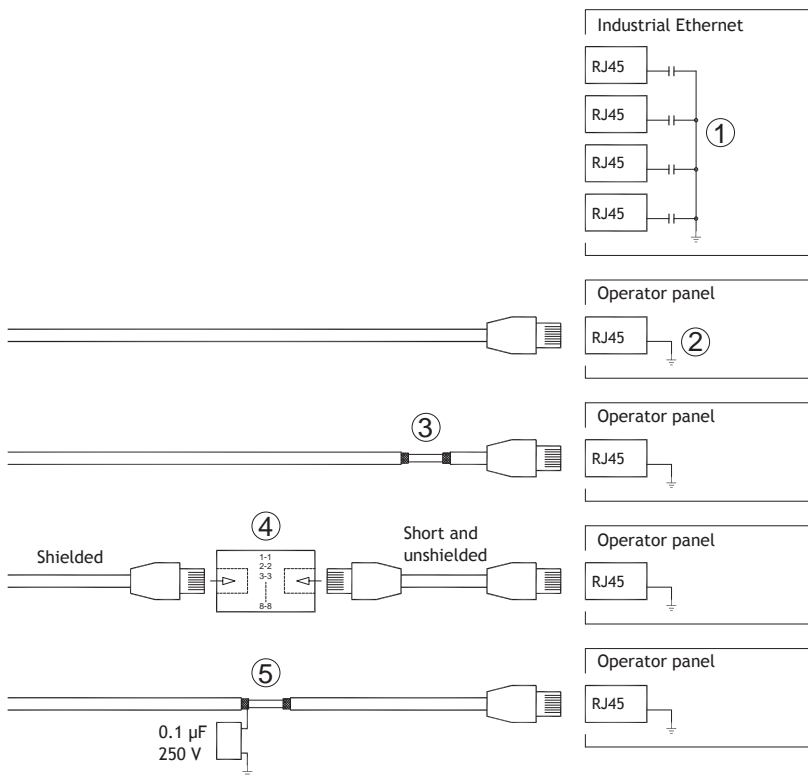 Industrial Ethernet
RJ45
RJ45
RJ45
RJ45
1
Operator panel
RJ45
2
Operator panel
3
RJ45
Operator panel
4
Shielded
1-1
2-2
3-3
8-8
Short and
unshielded
RJ45
Operator panel
5
RJ45
0.1 µF
250 V